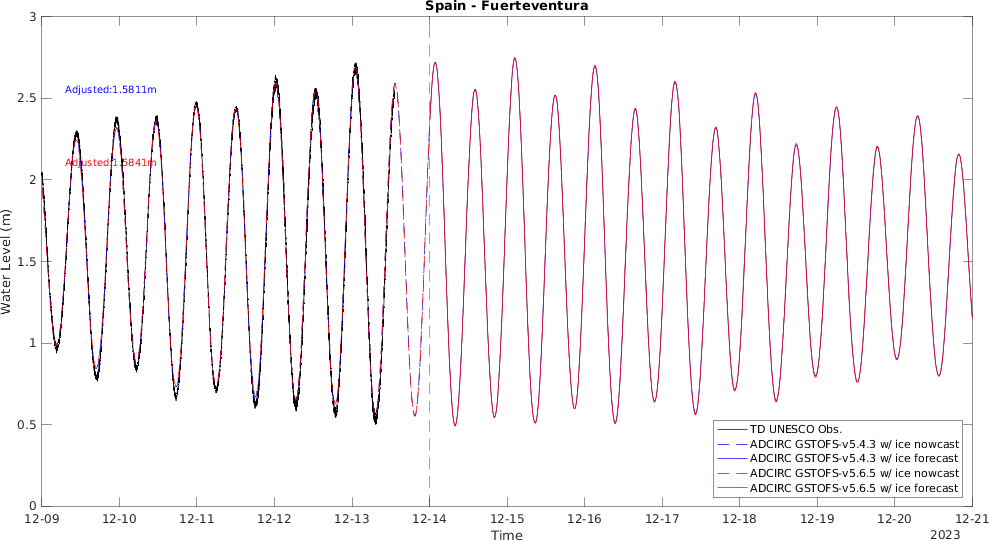 Spain - Fuerteventura
3
2.5
2
1.5
1
0.5
0
Water Level (m)
Adjusted:1.5811m
Adjusted:1.5841m
TD UNESCO Obs.
ADCIRC GSTOFS-v5.4.3 w/ ice nowcast
ADCIRC GSTOFS-v5.4.3 w/ ice forecast
ADCIRC GSTOFS-v5.6.5 w/ ice nowcast
ADCIRC GSTOFS-v5.6.5 w/ ice forecast
12-09 12-10 12-11 12-12 12-13 12-14 12-15 12-16 12-17 12-18 12-19 12-20 12-21
Time
2023